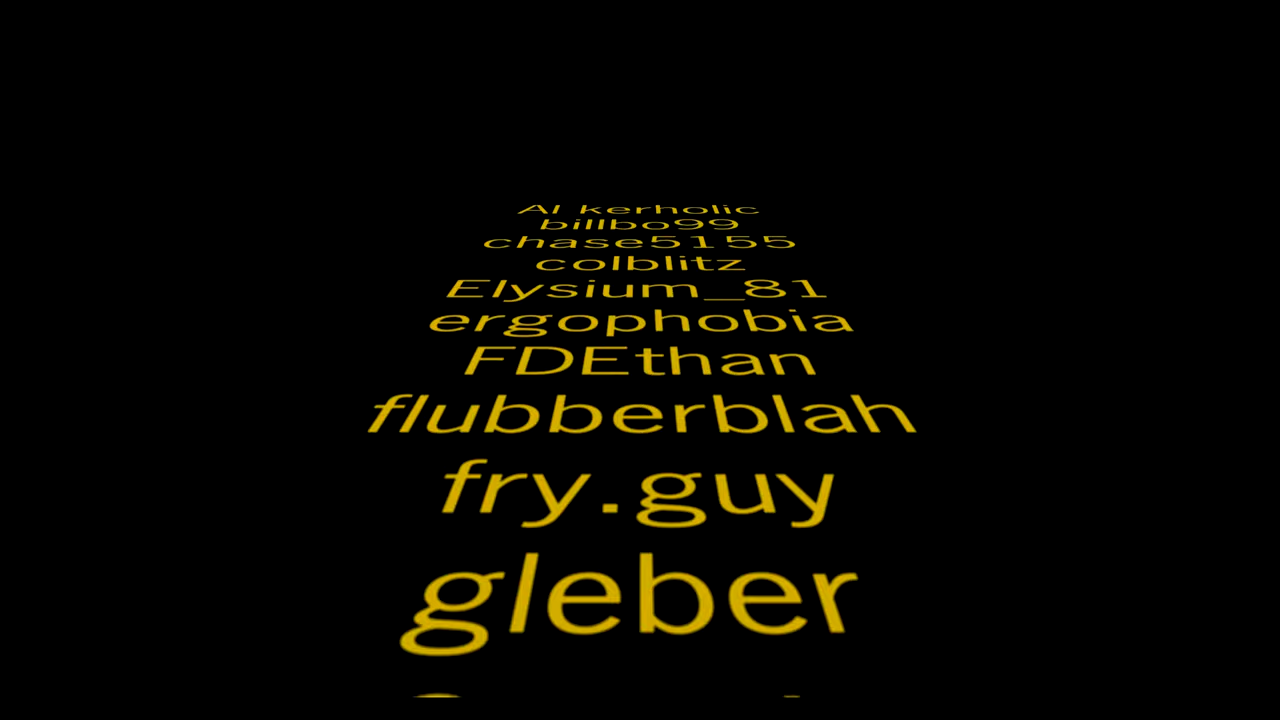 Al kerholic
billbo99
chase5155
colblitz
Elysium_81
ergophobia
FDEthan
flubberblah
fry.guy
gleber